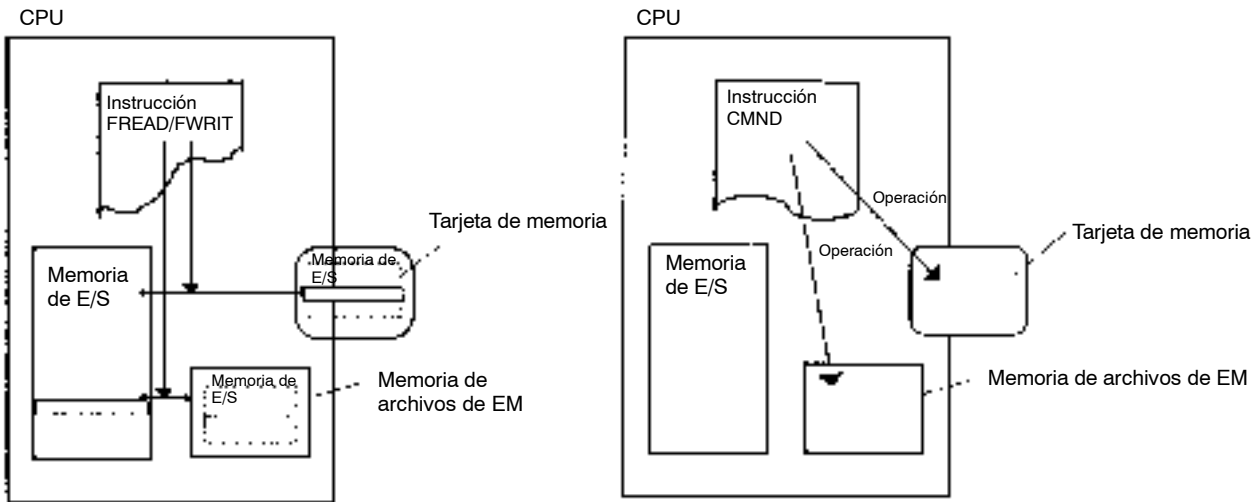 CPU
Instrucción
FREAD/FWRIT
Tarjeta de memoria
Memoria de
E/S
Memoria
de E/S
Memoria de
E/S
Memoria de
archivos de EM
CPU
Instrucción
CMND
Operación
Operación
Tarjeta de memoria
Memoria
de E/S
Memoria de archivos de EM